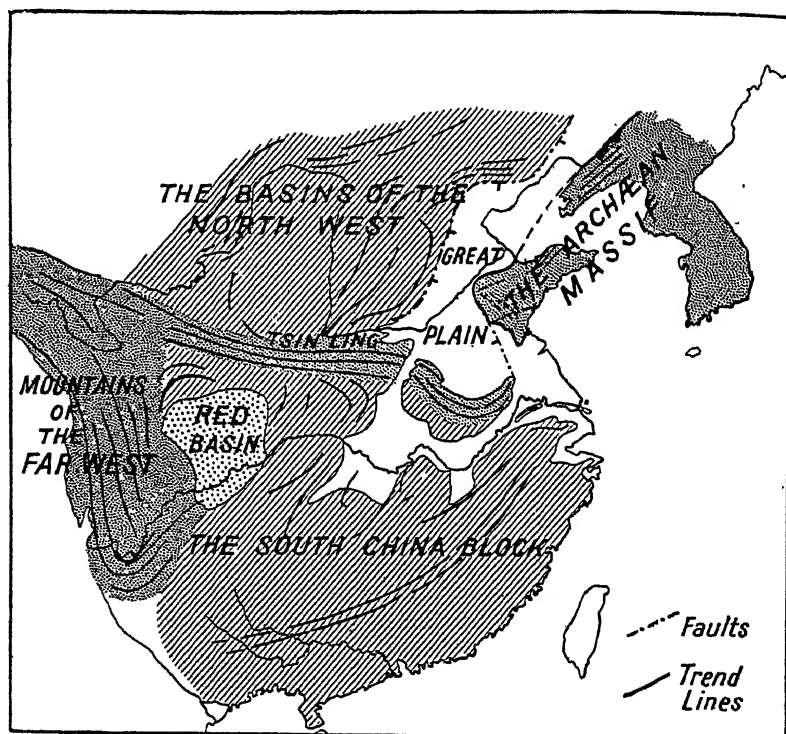 THE BASINS OF THE
NORTH WEST
GREAT
PLAIN
THE ARCHÆAN
MASSIF
TSIN LING
MOUNTAINS
OF
THE
FAR WEST
RED
BASIN
THE SOUTH CHINA BLOCK
Faults
Trend
Lines